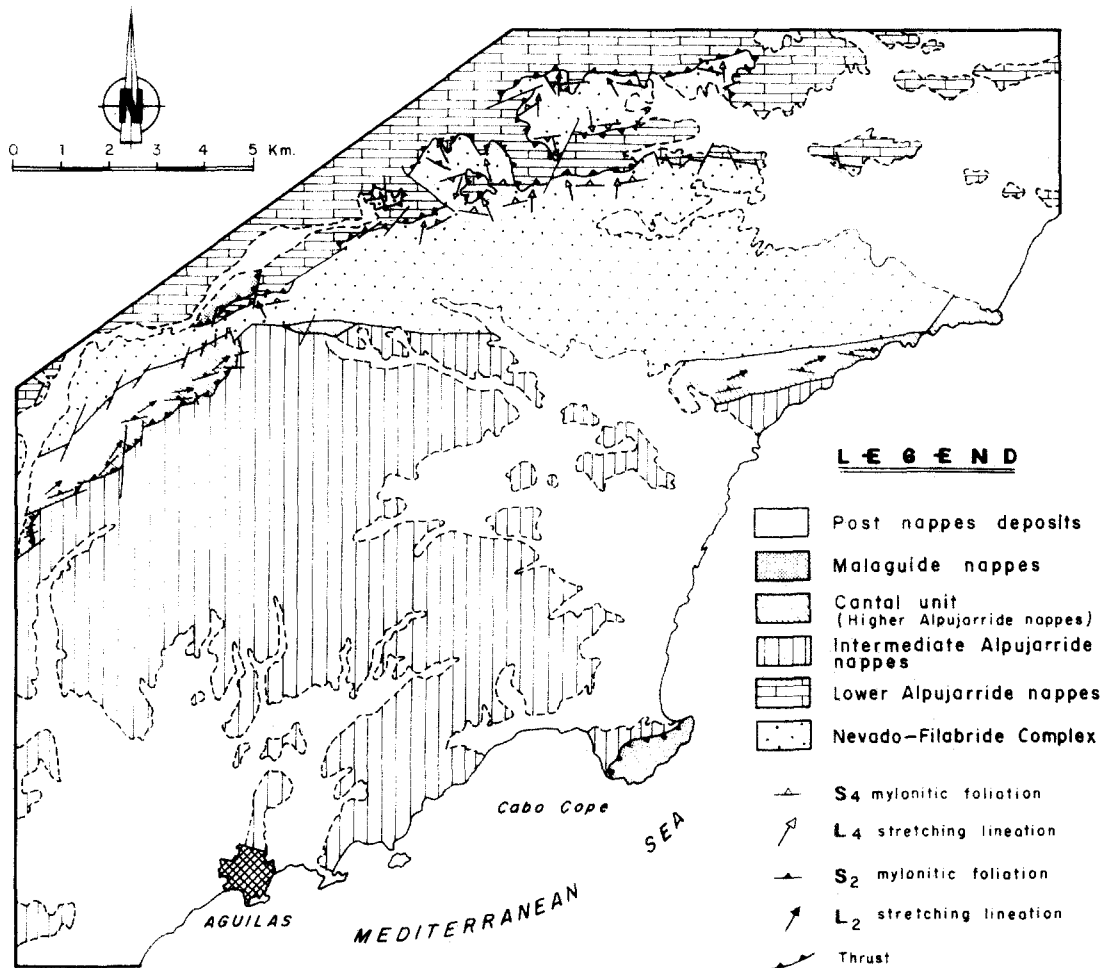 N
0 1 2 3 4 5 Km.
LEGEND
Post nappes deposits
Malaguide nappes
Cantal unit
(Higher Alpujarride nappes)
Intermediate Alpujarride
nappes
Lower Alpujarride nappes
Nevado-Filabride Complex
S4 mylonitic foliation
L4 stretching lineation
S2 mylonitic foliation
L2 stretching lineation
Thrust
Cabo Cope
SEA
AGUILAS
MEDITERRANEAN